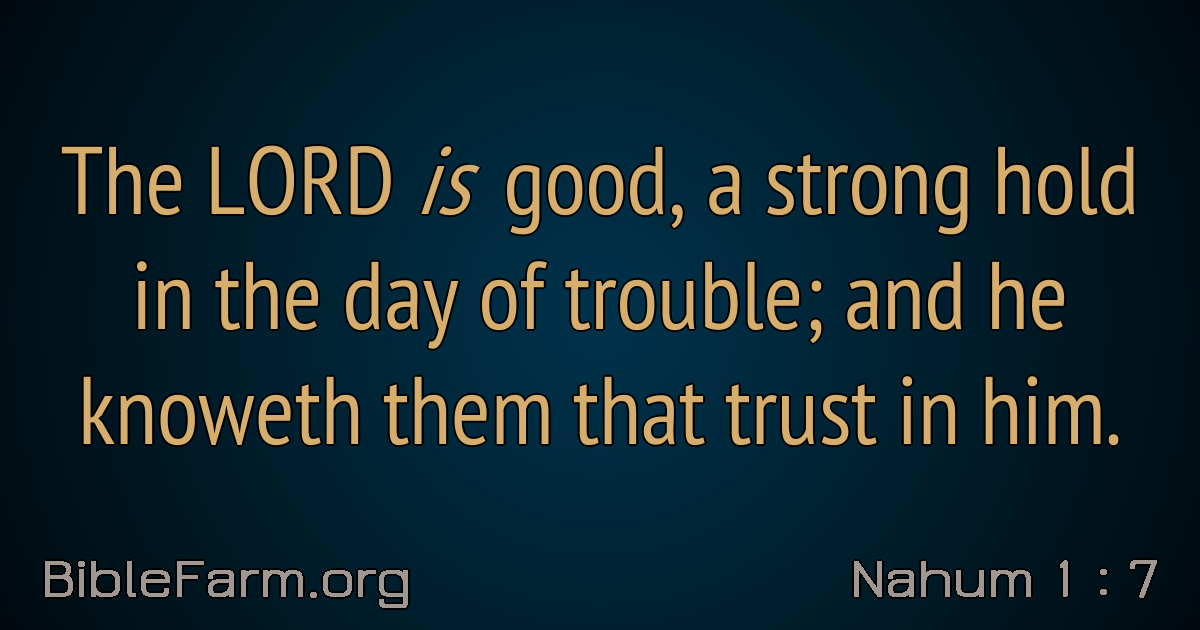 The LORD is good, a strong hold
in the day of trouble; and he
knoweth them that trust in him.
BibleFarm.org
Nahum 1 : 7